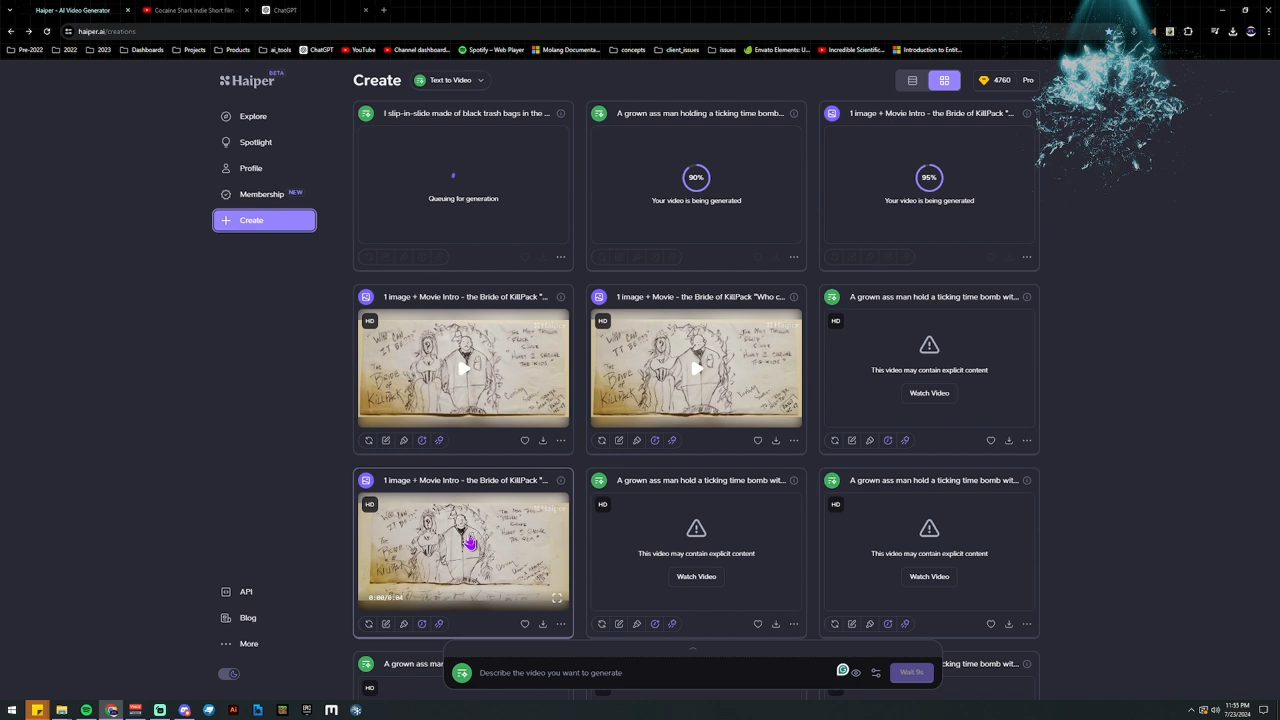 Haiper - AI Video Generator
Cocaine Shark indie Short film
ChatGPT
haiper.ai/creations
Pre-2022
2022
2023
Dashboards
Projects
Products
ai_tools
ChatGPT
YouTube
Channel dashboard...
Spotify – Web Player
Molang Documenta...
concepts
client_issues
issues
Envato Elements: U...
Incredible Scientific...
Introduction to Entit...
Haiper BETA
Create
Text to Video
4760
Pro
Explore
Spotlight
Profile
Membership NEW
Create
I slip-in-slide made of black trash bags in the ...
A grown ass man holding a ticking time bomb...
1 image + Movie Intro - the Bride of KillPack "...
Queuing for generation
90%
Your video is being generated
95%
Your video is being generated
1 image + Movie Intro - the Bride of KillPack "...
1 image + Movie - the Bride of KillPack "Who c...
A grown ass man hold a ticking time bomb wit...
HD
HD
HD
This video may contain explicit content
Watch Video
1 image + Movie Intro - the Bride of KillPack "...
A grown ass man hold a ticking time bomb wit...
A grown ass man hold a ticking time bomb wit...
HD
HD
HD
0:00/0:04
This video may contain explicit content
Watch Video
This video may contain explicit content
Watch Video
API
Blog
More
A grown ass man
ticking time bomb wit...
HD
Describe the video you want to generate
Wait 9s
11:55 PM
7/23/2024